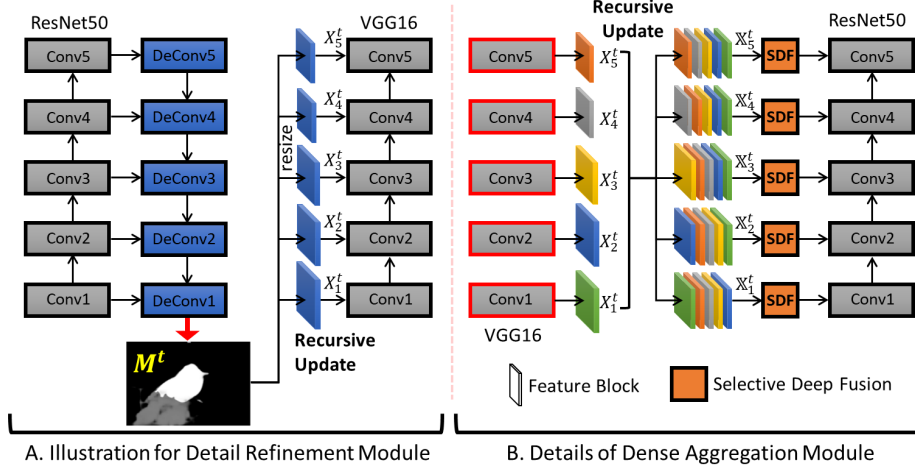 ResNet50
Conv5
Conv4
Conv3
Conv2
Conv1
DeConv5
DeConv4
DeConv3
DeConv2
DeConv1
M^t
resize
X_5^t
X_4^t
X_3^t
X_2^t
X_1^t
Recursive
Update
VGG16
Conv5
Conv4
Conv3
Conv2
Conv1
A. Illustration for Detail Refinement Module
Conv5
Conv4
Conv3
Conv2
Conv1
VGG16
X_5^t
X_4^t
X_3^t
X_2^t
X_1^t
Recursive
Update
𝕏_5^t
𝕏_4^t
𝕏_3^t
𝕏_2^t
𝕏_1^t
SDF
SDF
SDF
SDF
SDF
ResNet50
Conv5
Conv4
Conv3
Conv2
Conv1
Feature Block
Selective Deep Fusion
B. Details of Dense Aggregation Module